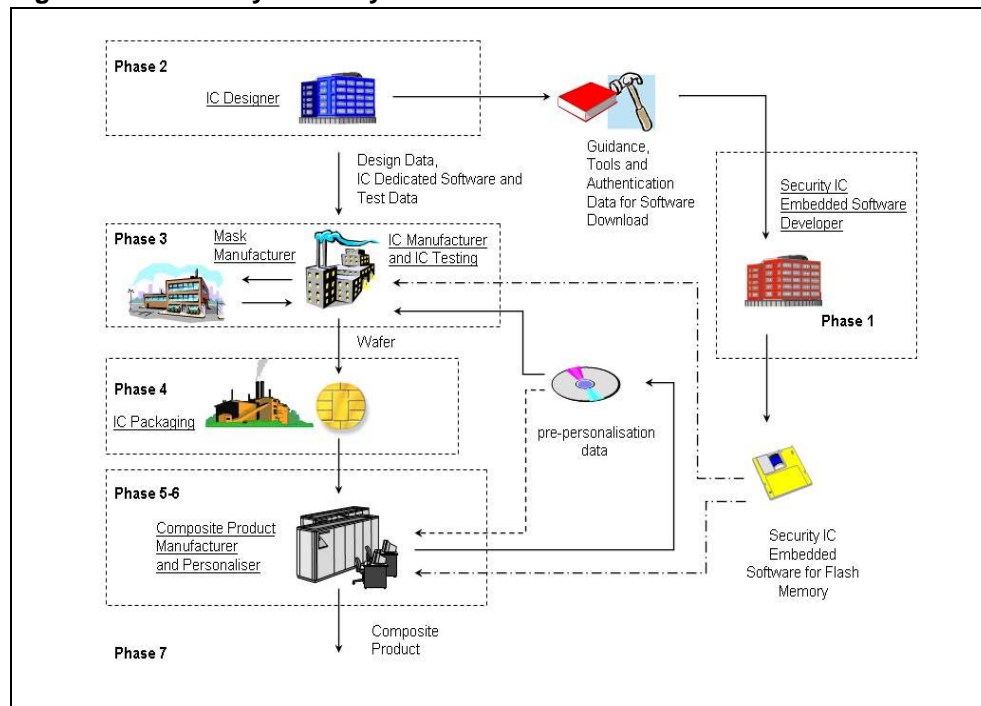 Phase 2
IC Designer
Guidance,
Tools and
Authentication
Data for Software
Download
Design Data,
IC Dedicated Software and
Test Data
Security IC
Embedded Software
Developer
Phase 1
Phase 3
Mask
Manufacturer
IC Manufacturer
and IC Testing
Wafer
Phase 4
IC Packaging
pre-personalisation
data
Phase 5-6
Composite Product
Manufacturer
and Personaliser
Security IC
Embedded
Software for Flash
Memory
Composite
Product
Phase 7